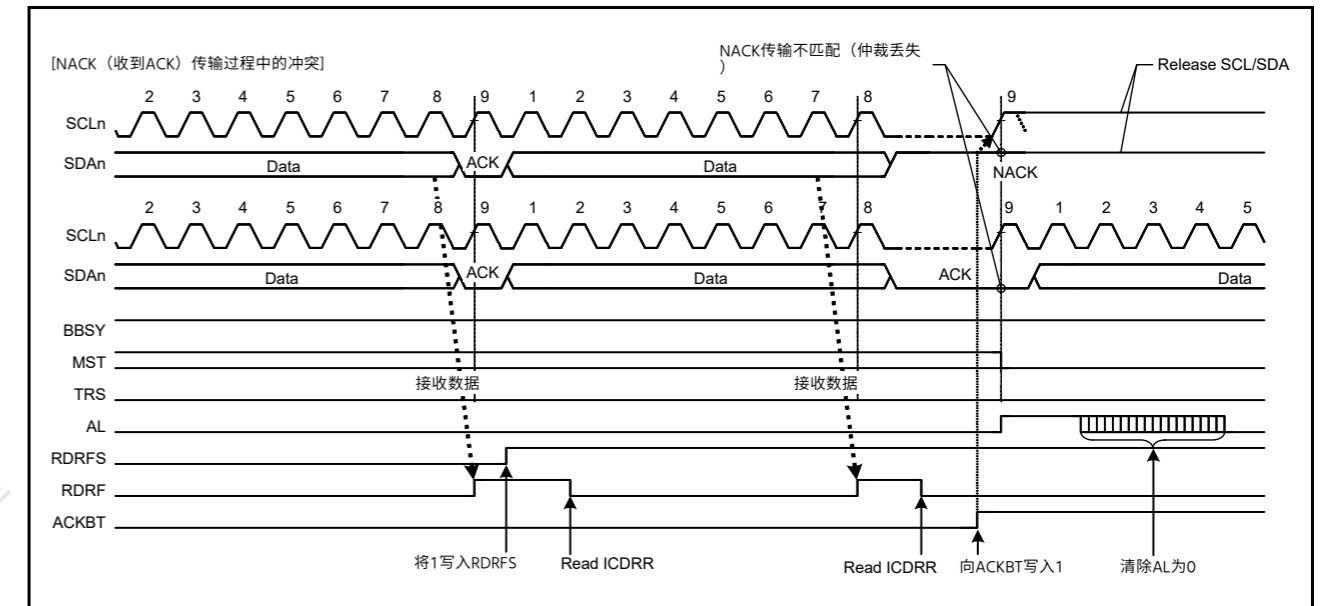 [NACK（收到ACK）传输过程中的冲突]
NACK传输不匹配（仲裁丢失
）
Release SCL/SDA
2 3 4 5 6 7 8 9 1 2 3 4 5 6 7 8 9
SCLn
SDAn Data ACK Data
NACK
2 3 4 5 6 7 8 9 1 2 3 4 5 6 7 8 9 1 2 3 4 5
SCLn
SDAn Data ACK Data ACK Data
BBSY
MST
接收数据 接收数据
TRS
AL
RDRFS
RDRF
ACKBT
将1写入RDRFS Read ICDRR Read ICDRR 向ACKBT写入1 清除AL为0